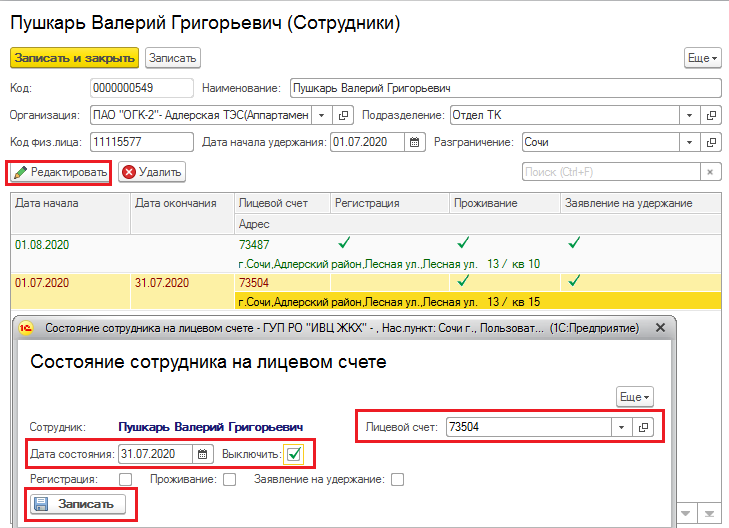 Пушкарь Валерий Григорьевич (Сотрудники)
Записать и закрыть Записать Еще
Код: 0000000549 Наименование: Пушкарь Валерий Григорьевич
Организация: ПАО "ОГК-2"- Адлерская ТЭС(Аппартамен Подразделение: Отдел ТК
Код физ.лица: 11115577 Дата начала удержания: 01.07.2020 Разграничение: Сочи
Редактировать Удалить Поиск (Ctrl+F) ×
Дата начала Дата окончания Лицевой счет Регистрация Проживание Заявление на удержание
Адрес
01.08.2020 73487
г.Сочи,Адлерский район,Лесная ул.,Лесная ул. 13 / кв 10
01.07.2020 31.07.2020 73504
г.Сочи,Адлерский район,Лесная ул.,Лесная ул. 13 / кв 15
1С Состояние сотрудника на лицевом счете - ГУП РО "ИВЦ ЖКХ" - , Нас.пункт: Сочи г., Пользоват... (1С:Предприятие)
Состояние сотрудника на лицевом счете
Еще
Сотрудник: Пушкарь Валерий Григорьевич Лицевой счет: 73504
Дата состояния: 31.07.2020 Выключить:
Регистрация: Проживание: Заявление на удержание:
Записать